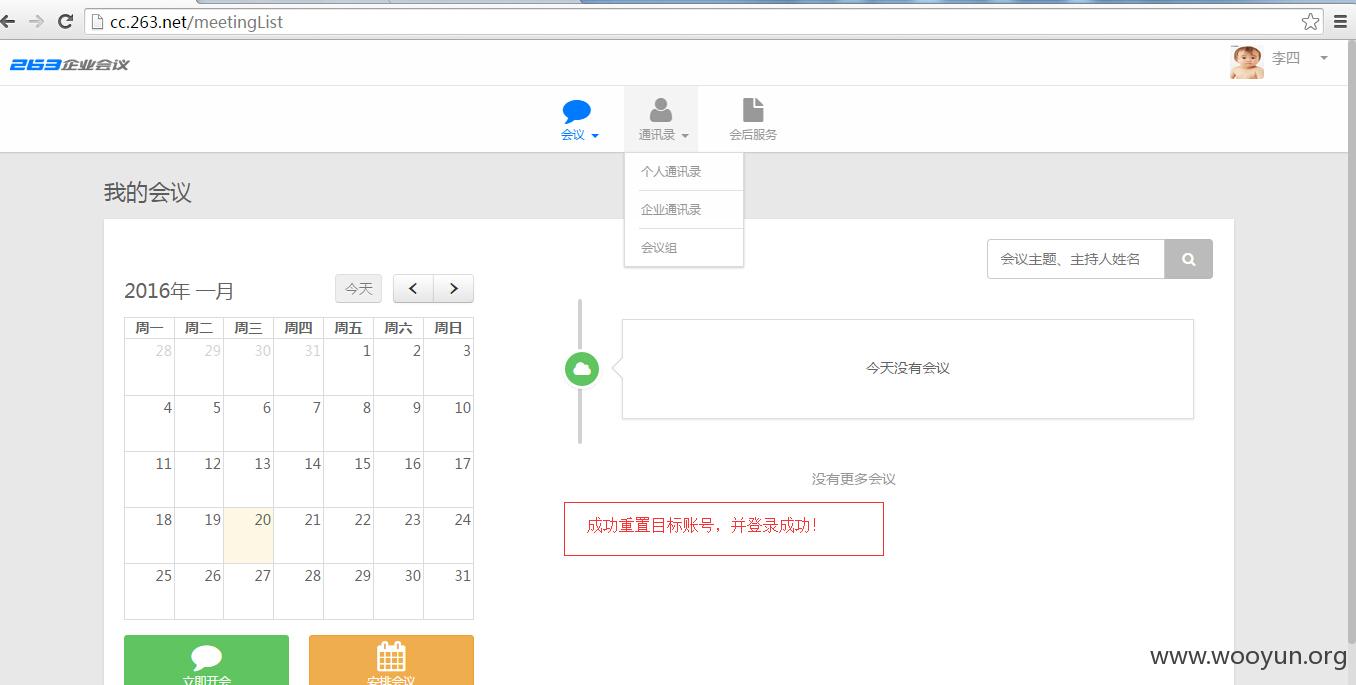 cc.263.net/meetingList
263企业会议
李四
会议
通讯录
会后服务
个人通讯录
企业通讯录
会议组
我的会议
会议主题、主持人姓名
2016年 一月
今天
周一 周二 周三 周四 周五 周六 周日
28 29 30 31 1 2 3
4 5 6 7 8 9 10
11 12 13 14 15 16 17
18 19 20 21 22 23 24
25 26 27 28 29 30 31
今天没有会议
没有更多会议
成功重置目标账号，并登录成功！
立即开会
安排会议
www.wooyun.org